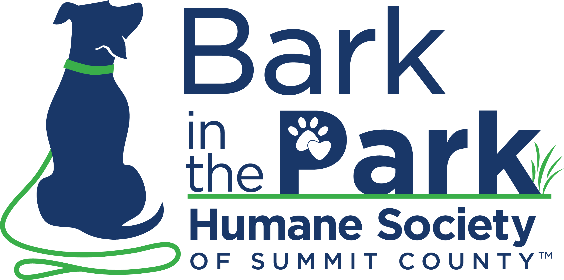 Bark
in the Park
Humane Society
OF SUMMIT COUNTY™